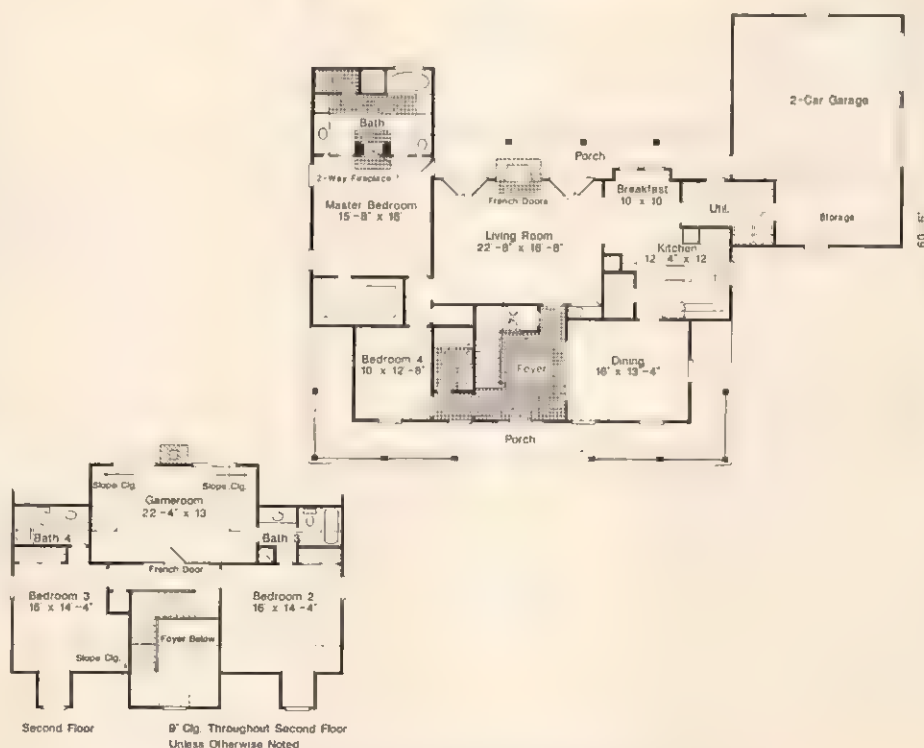 2-Car Garage
Bath
Porch
2-Way Fireplace
French Doors
Breakfast
10 x 10
Master Bedroom
15'-8" x 16'
Util.
Storage
Living Room
22'-8" x 16'-8"
Kitchen
12'-4" x 12'
60'-5"
Bedroom 4
10' x 12'-8"
Foyer
Dining
16' x 13'-4"
Porch
Slope Clg.
Slope Clg.
Gameroom
22'-4" x 13'
Bath 4
Bath 3
French Door
Bedroom 3
16' x 14'-4"
Bedroom 2
16' x 14'-4"
Foyer Below
Slope Clg.
Second Floor
9' Clg. Throughout Second Floor
Unless Otherwise Noted